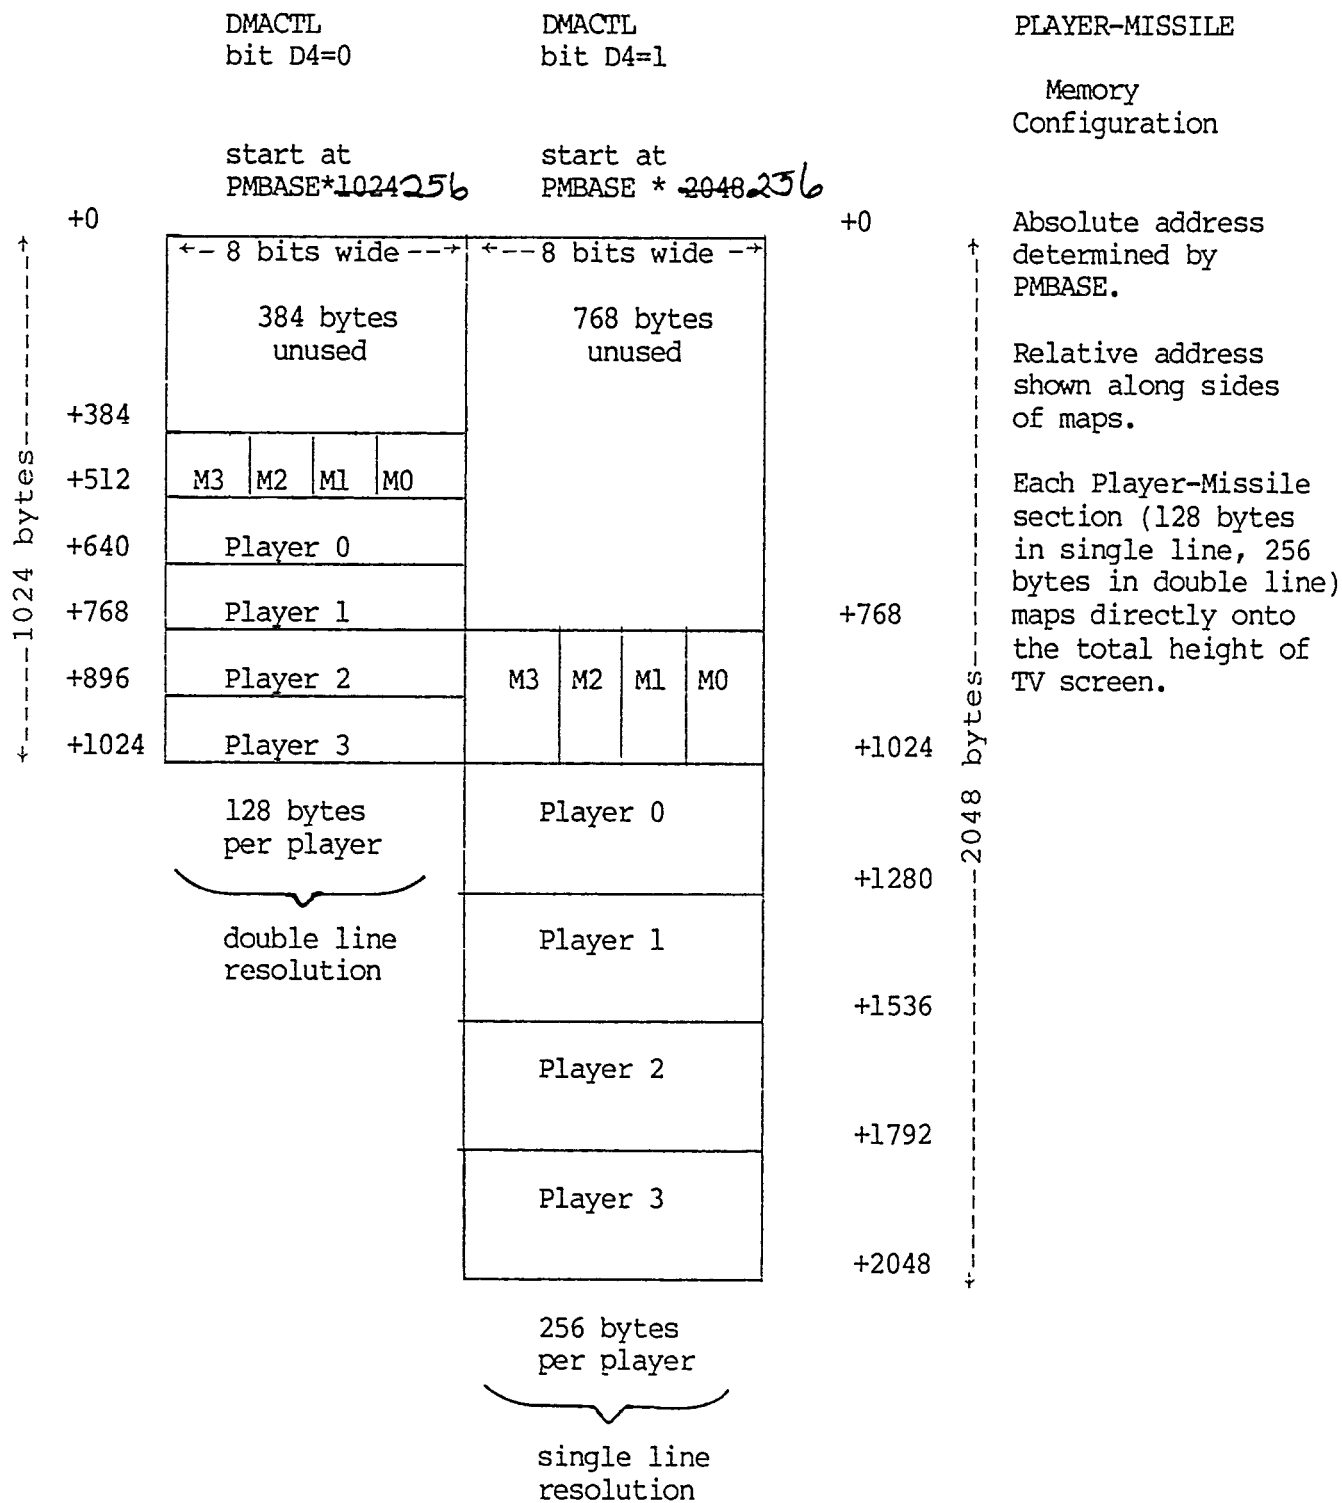 DMACTL
bit D4=0
start at
PMBASE*1024 256
DMACTL
bit D4=1
start at
PMBASE * 2048 256
PLAYER-MISSILE
Memory
Configuration
Absolute address
determined by
PMBASE.
Relative address
shown along sides
of maps.
Each Player-Missile
section (128 bytes
in single line, 256
bytes in double line)
maps directly onto
the total height of
TV screen.
1024 bytes
+0
+384
+512
+640
+768
+896
+1024
8 bits wide
384 bytes
unused
M3 M2 M1 M0
Player 0
Player 1
Player 2
Player 3
128 bytes
per player
double line
resolution
8 bits wide
768 bytes
unused
M3 M2 M1 M0
Player 0
Player 1
Player 2
Player 3
256 bytes
per player
single line
resolution
+0
+768
+1024
+1280
+1536
+1792
+2048
2048 bytes